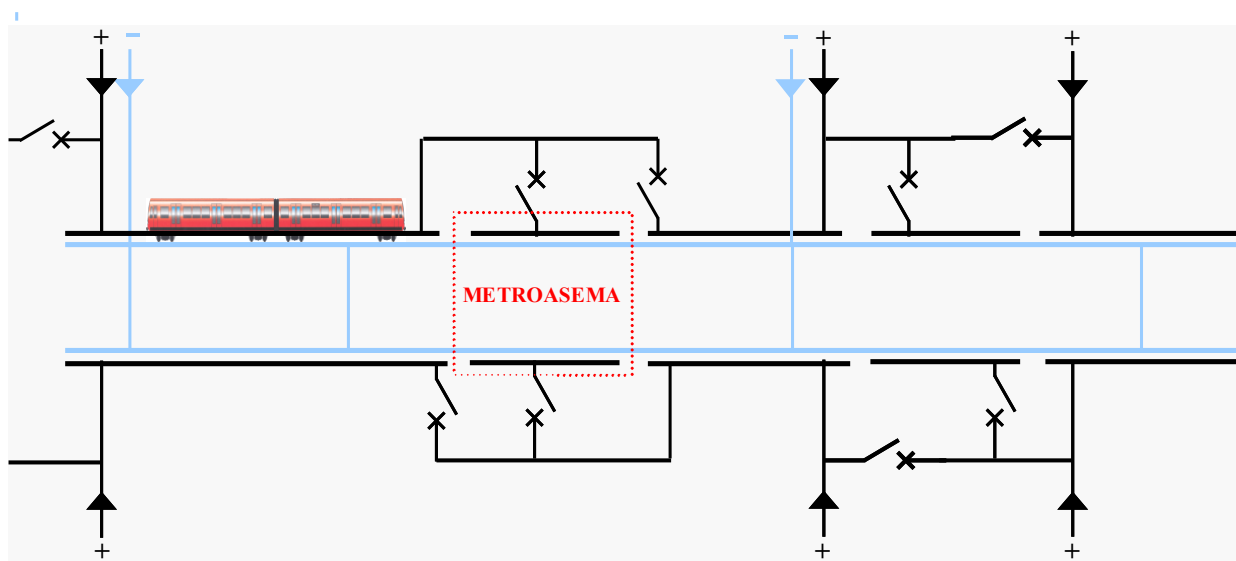 + − − + +
METROASEMA
+ + +